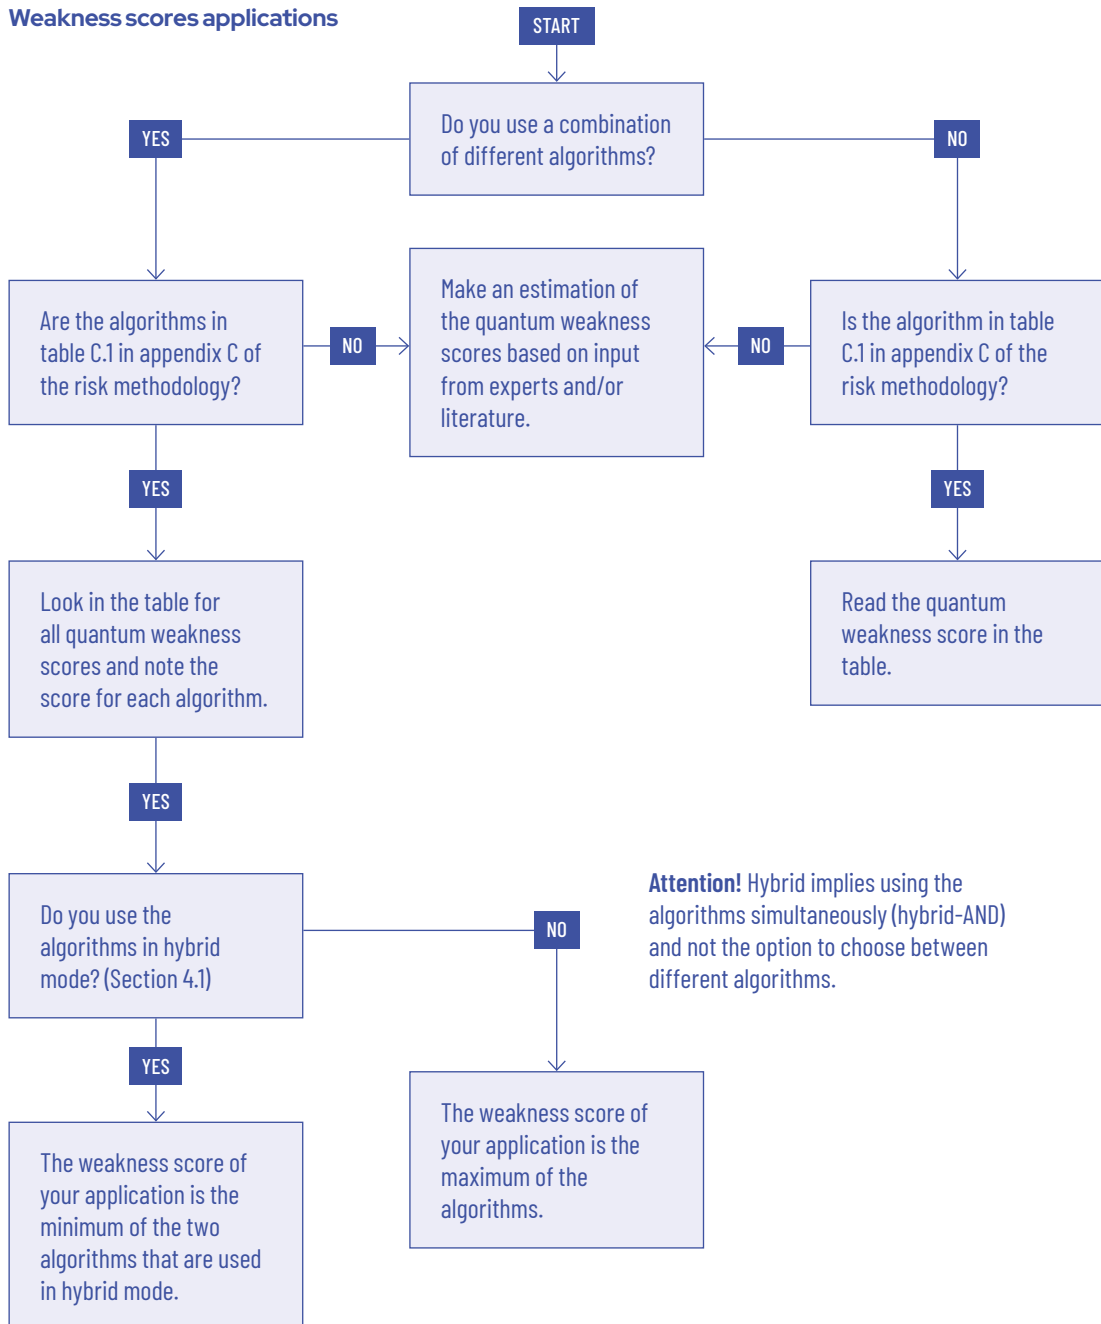 Weakness scores applications
START
Do you use a combination
of different algorithms?
YES
NO
Are the algorithms in
table C.1 in appendix C of
the risk methodology?
NO
Make an estimation of
the quantum weakness
scores based on input
from experts and/or
literature.
NO
Is the algorithm in table
C.1 in appendix C of the
risk methodology?
YES
YES
Look in the table for
all quantum weakness
scores and note the
score for each algorithm.
Read the quantum
weakness score in the
table.
YES
Do you use the
algorithms in hybrid
mode? (Section 4.1)
NO
Attention! Hybrid implies using the
algorithms simultaneously (hybrid-AND)
and not the option to choose between
different algorithms.
YES
The weakness score of
your application is the
maximum of the
algorithms.
The weakness score of
your application is the
minimum of the two
algorithms that are used
in hybrid mode.